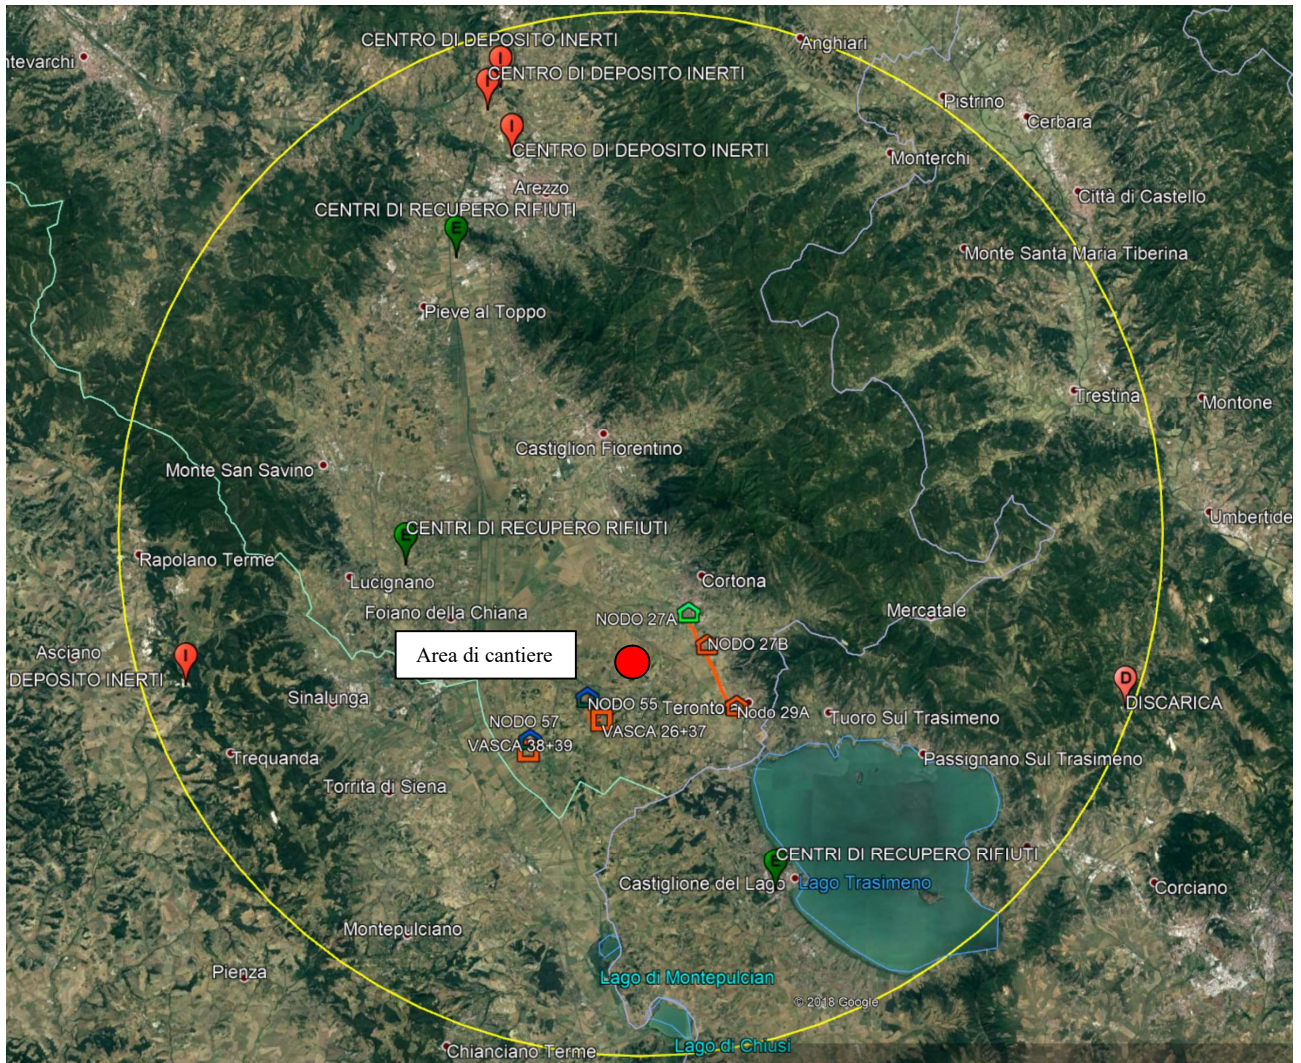 CENTRO DI DEPOSITO INERTI
Anghiari
ntevarchi
I
I CENTRO DI DEPOSITO INERTI
Pistrino
Cerbara
I
CENTRO DI DEPOSITO INERTI
Monterchi
Arezzo
Città di Castello
CENTRI DI RECUPERO RIFIUTI
E
Monte Santa Maria Tiberina
Pieve al Toppo
Trestina
Montone
Castiglion Fiorentino
Monte San Savino
Umbertide
CENTRI DI RECUPERO RIFIUTI
E
Rapolano Terme
Lucignano
Cortona
Foiano della Chiana
NODO 27A
Mercatale
NODO 27B
Asciano
I
Area di cantiere
DEPOSITO INERTI
D
DISCARICA
Sinalunga
NODO 55
Teronto
Nodo 29A
Tuoro Sul Trasimeno
NODO 57
VASCA 26+37
VASCA 38+39
Trequanda
Passignano Sul Trasimeno
Torrita di Siena
CENTRI DI RECUPERO RIFIUTI
E
Castiglione del Lago
Lago Trasimeno
Corciano
Montepulciano
Pienza
Lago di Montepulcian
© 2018 Google
Lago di Chiusi
Chianciano Terme